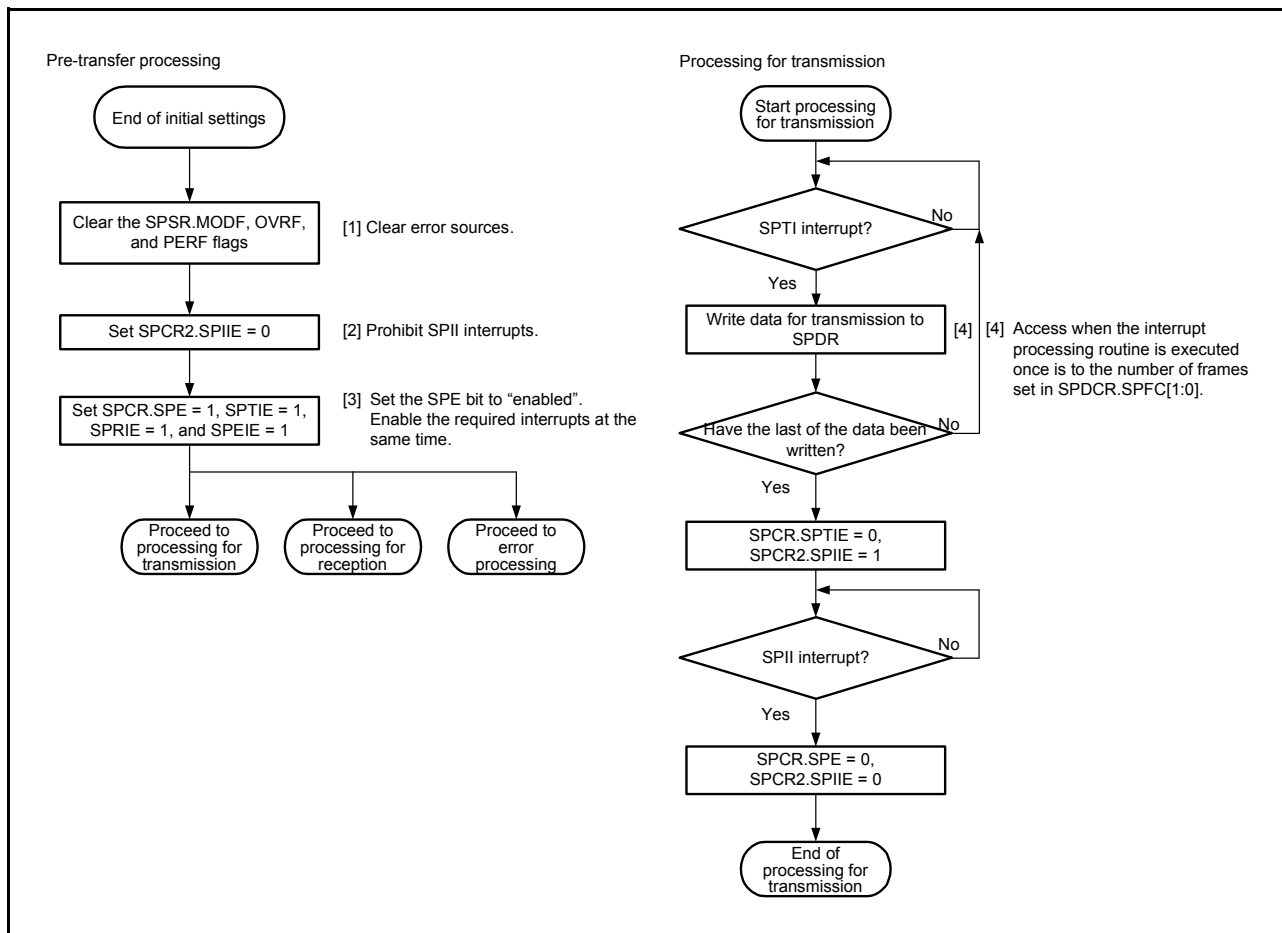 Pre-transfer processing
End of initial settings
Clear the SPSR.MODF, OVRF,
and PERF flags
[1] Clear error sources.
Set SPCR2.SPIIE = 0
[2] Prohibit SPII interrupts.
Set SPCR.SPE = 1, SPTIE = 1,
SPRIE = 1, and SPEIE = 1
[3] Set the SPE bit to “enabled”.
Enable the required interrupts at the
same time.
Proceed to
processing for
transmission
Proceed to
processing for
reception
Proceed to
error
processing
Processing for transmission
Start processing
for transmission
SPTI interrupt?
No
Yes
Write data for transmission to
SPDR
[4]
[4] Access when the interrupt
processing routine is executed
once is to the number of frames
set in SPDCR.SPFC[1:0].
Have the last of the data been
written?
No
Yes
SPCR.SPTIE = 0,
SPCR2.SPIIE = 1
SPII interrupt?
No
Yes
SPCR.SPE = 0,
SPCR2.SPIIE = 0
End of
processing for
transmission